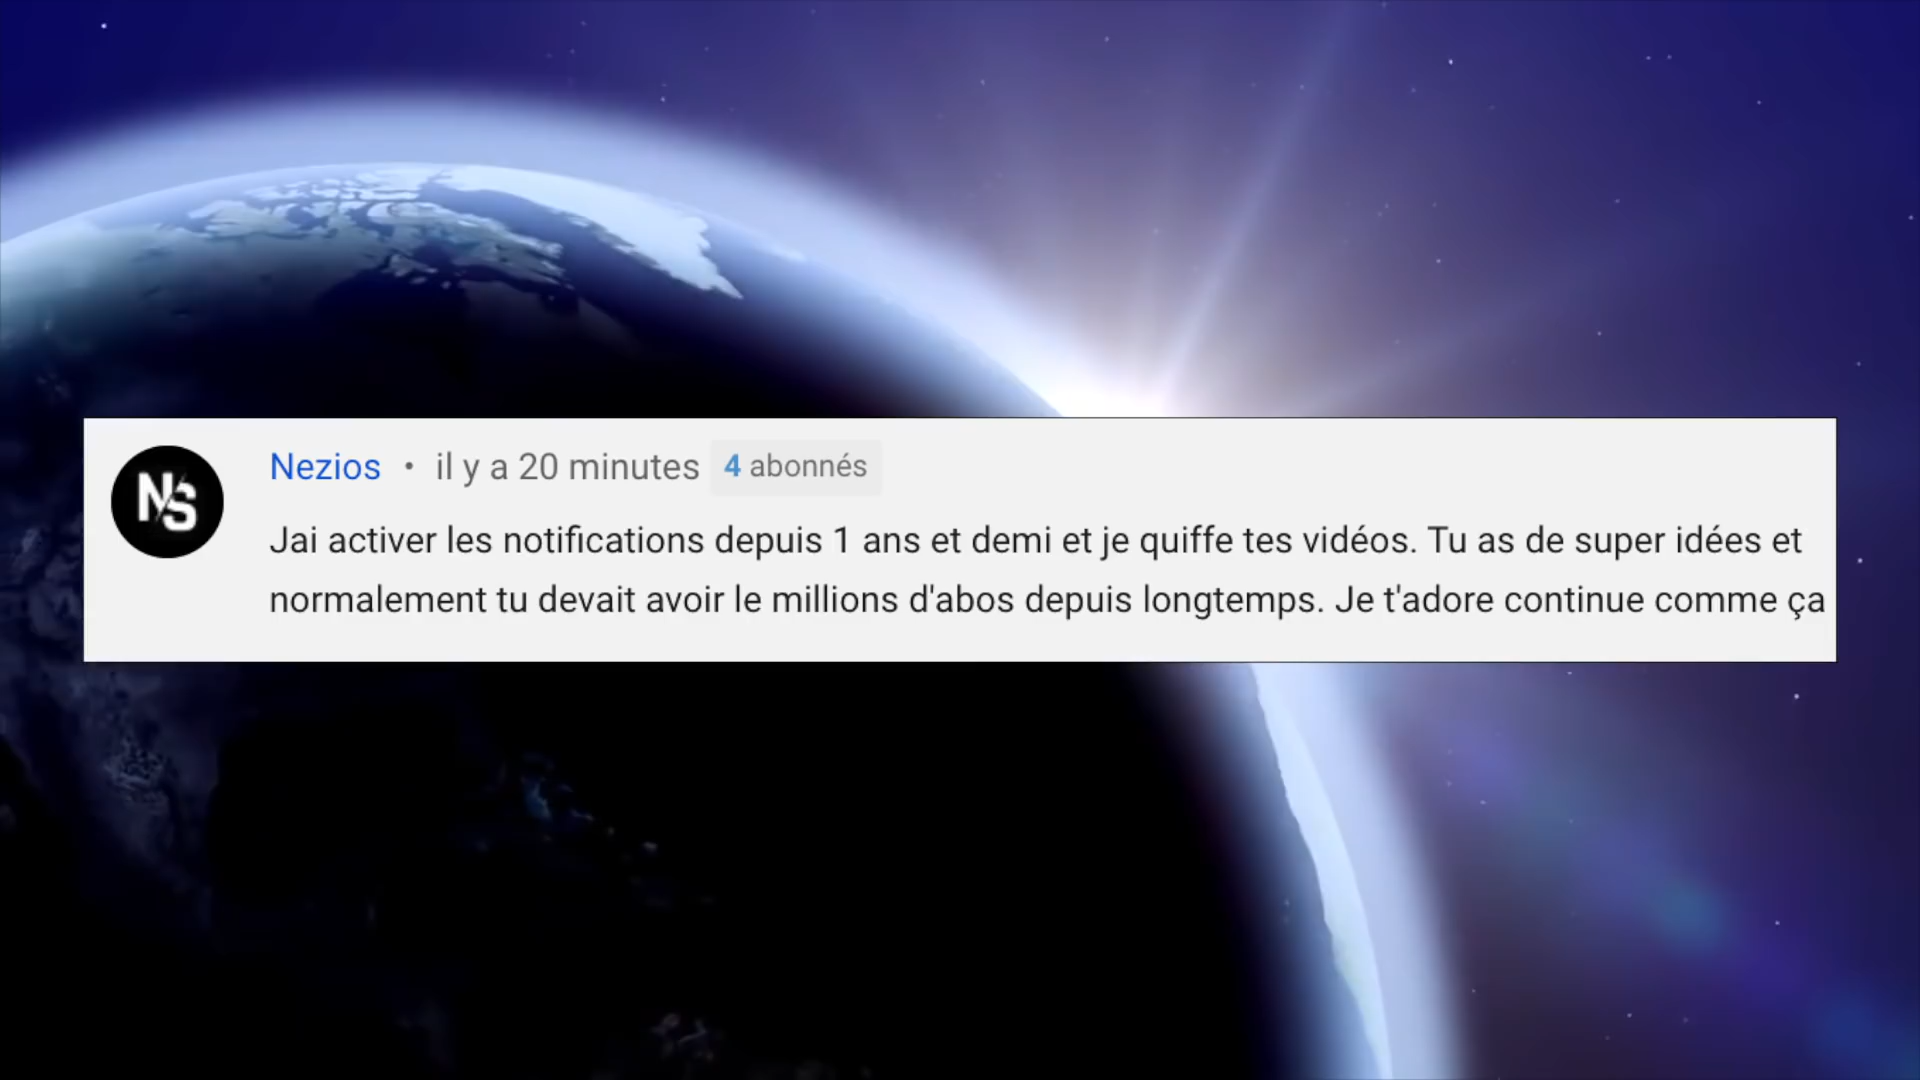 NS
Nezios • il y a 20 minutes 4 abonnés
Jai activer les notifications depuis 1 ans et demi et je quiffe tes vidéos. Tu as de super idées et
normalement tu devait avoir le millions d'abos depuis longtemps. Je t'adore continue comme ça